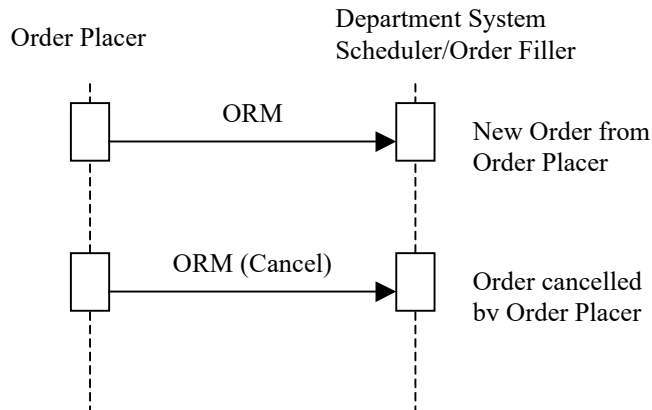 Order Placer
Department System
Scheduler/Order Filler
ORM
New Order from
Order Placer
ORM (Cancel)
Order cancelled
by Order Placer